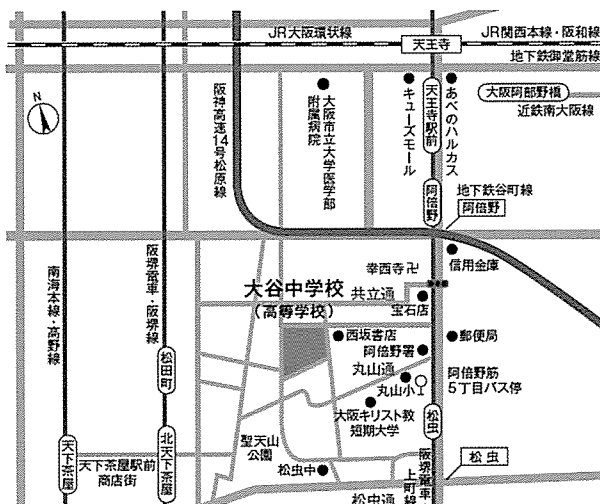 JR大阪環状線
天王寺
JR関西本線・阪和線
地下鉄御堂筋線
N
阪神高速14号松原線
大阪市立大学医学部
附属病院
キューズモール
天王寺駅前
あべのハルカス
大阪阿部野橋
近鉄南大阪線
阿倍野
地下鉄谷町線
阿倍野
南海本線・高野線
阪堺電車・阪堺線
幸西寺卍
信用金庫
大谷中学校
(高等学校)
共立通
宝石店
西坂書店
郵便局
阿倍野署
丸山通
丸山小
阿倍野筋
5丁目バス停
松田町
大阪キリスト教
短期大学
松虫
聖天山
公園
天下茶屋
天下茶屋駅前
商店街
北天下茶屋
松虫中
阪堺電車
上町線
松虫
松虫通